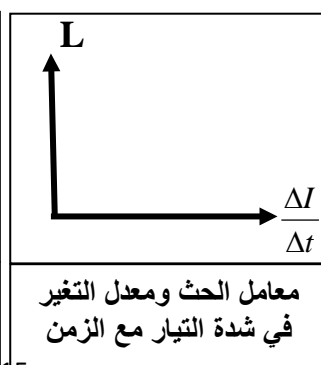 L
ΔI
Δt
معامل الحث ومعدل التغير
في شدة التيار مع الزمن